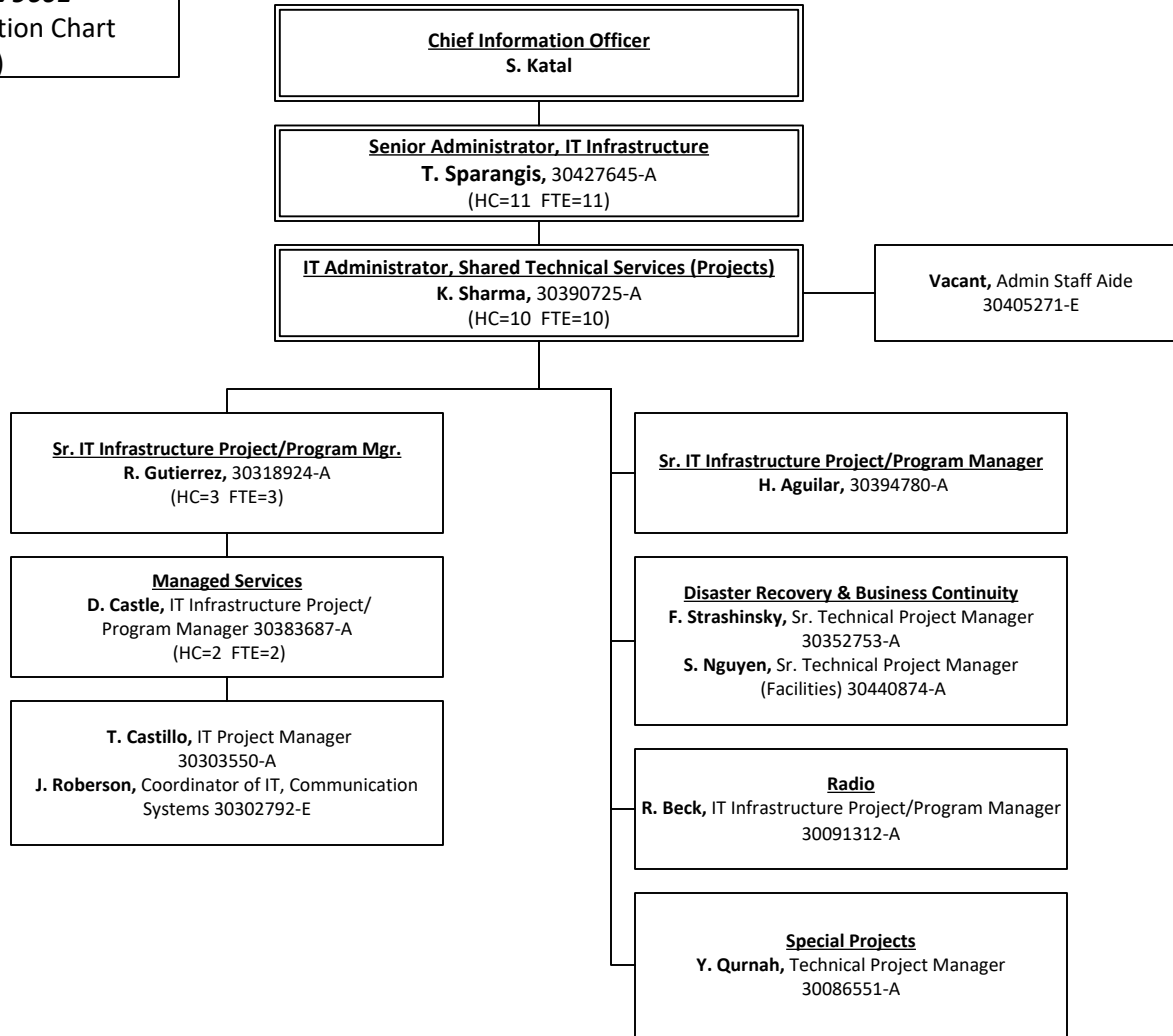 tion Chart
)
Chief Information Officer
S. Katal
Senior Administrator, IT Infrastructure
T. Sparangis, 30427645-A
(HC=11 FTE=11)
IT Administrator, Shared Technical Services (Projects)
K. Sharma, 30390725-A
(HC=10 FTE=10)
Vacant, Admin Staff Aide
30405271-E
Sr. IT Infrastructure Project/Program Mgr.
R. Gutierrez, 30318924-A
(HC=3 FTE=3)
Managed Services
D. Castle, IT Infrastructure Project/
Program Manager 30383687-A
(HC=2 FTE=2)
T. Castillo, IT Project Manager
30303550-A
J. Roberson, Coordinator of IT, Communication
Systems 30302792-E
Sr. IT Infrastructure Project/Program Manager
H. Aguilar, 30394780-A
Disaster Recovery & Business Continuity
F. Strashinsky, Sr. Technical Project Manager
30352753-A
S. Nguyen, Sr. Technical Project Manager
(Facilities) 30440874-A
Radio
R. Beck, IT Infrastructure Project/Program Manager
30091312-A
Special Projects
Y. Qurnah, Technical Project Manager
30086551-A